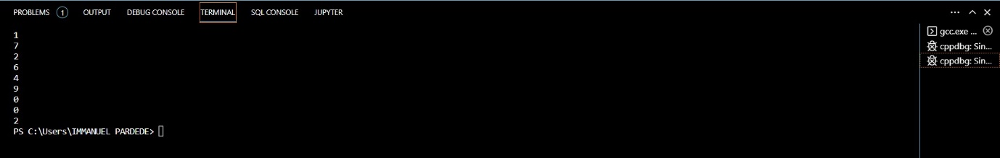 PROBLEMS 1 OUTPUT DEBUG CONSOLE TERMINAL SQL CONSOLE JUPYTER
1
7
2
6
4
9
0
0
2
PS C:\Users\IMMANUEL PARDEDE>
gcc.exe ...
cppdbg: Sin...
cppdbg: Sin...